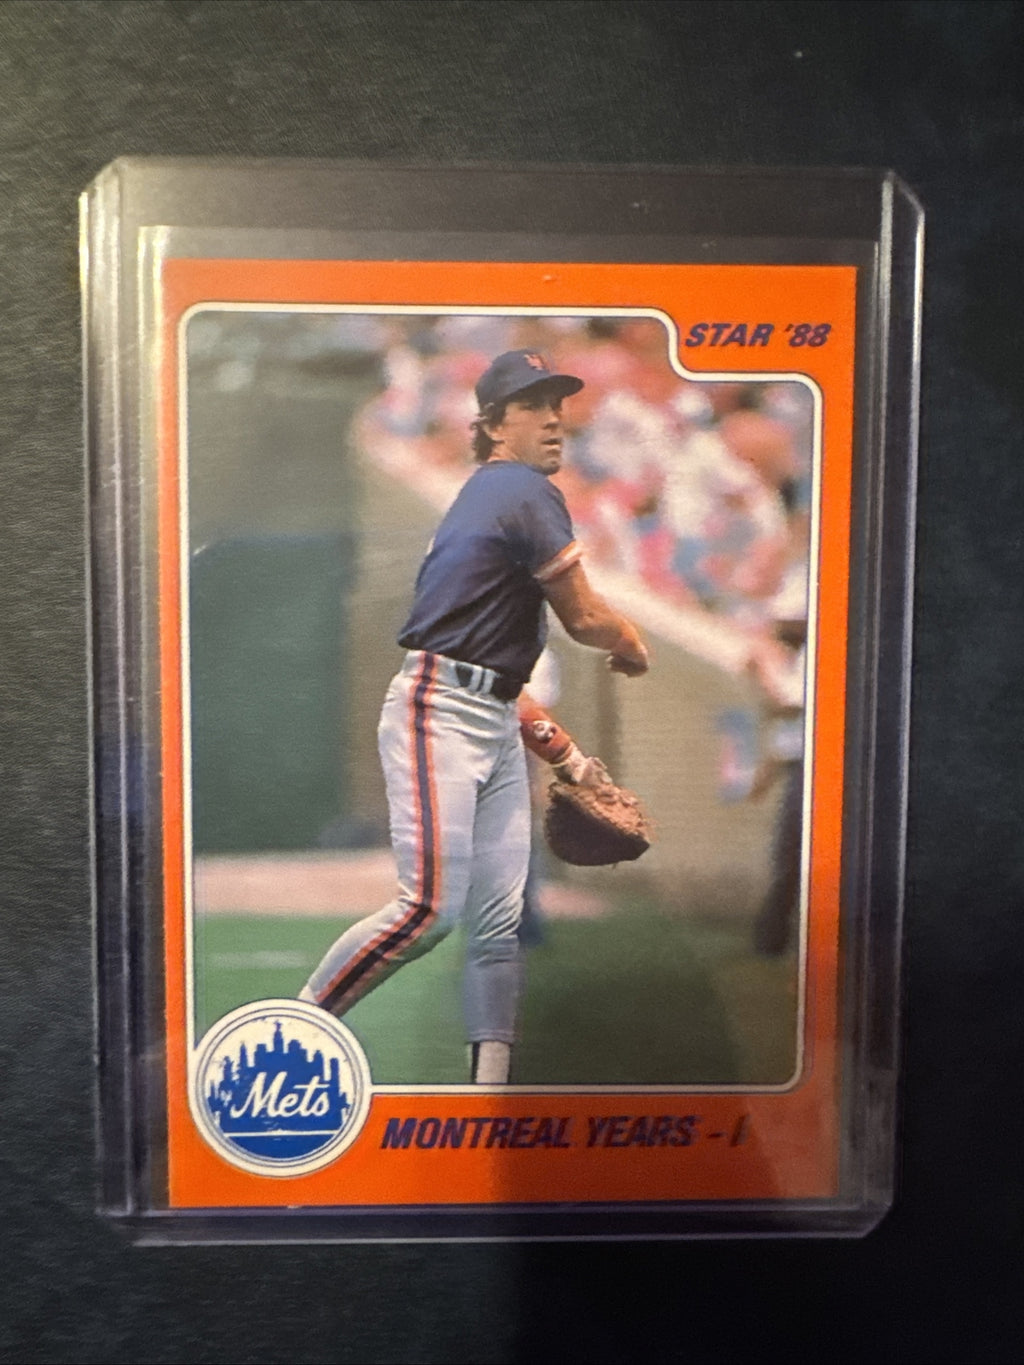 STAR '88
Mets
MONTREAL YEARS - I